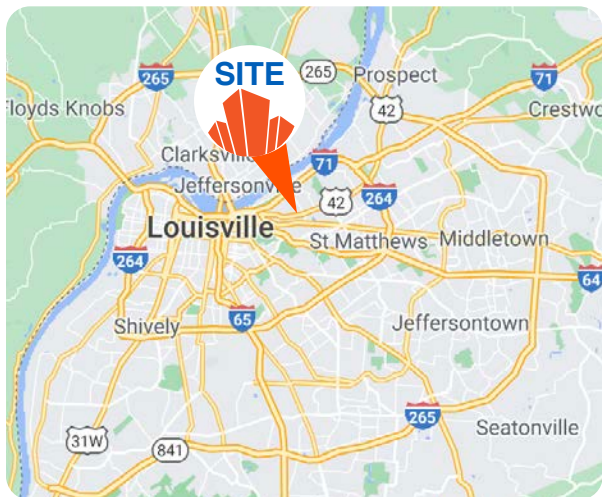 SITE
265
265
Prospect
71
Floyds Knobs
42
Crestwo
Clarksville
71
Jeffersonville
264
42
Louisville
St Matthews
Middletown
264
64
65
Shively
Jeffersontown
265
Seatonville
31W
841